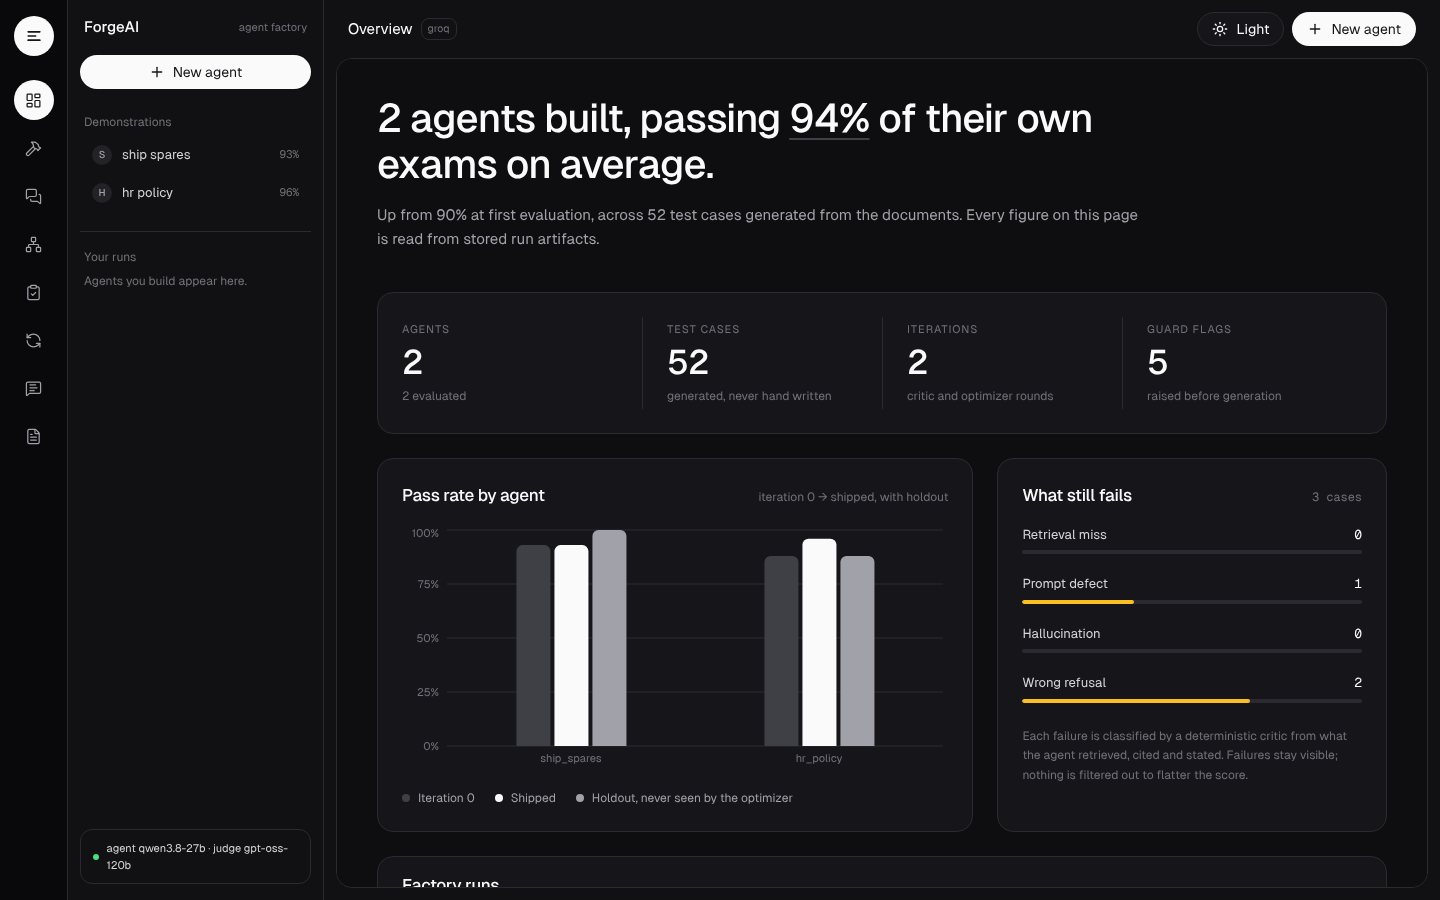 ForgeAI
agent factory
New agent
Demonstrations
S ship spares 93%
H hr policy 96%
Your runs
Agents you build appear here.
agent qwen3.8-27b · judge gpt-oss-
120b
Overview groq
Light
New agent
2 agents built, passing 94% of their own
exams on average.
Up from 90% at first evaluation, across 52 test cases generated from the documents. Every figure on this page
is read from stored run artifacts.
AGENTS
2
2 evaluated
TEST CASES
52
generated, never hand written
ITERATIONS
2
critic and optimizer rounds
GUARD FLAGS
5
raised before generation
Pass rate by agent
iteration 0 → shipped, with holdout
100%
75%
50%
25%
0%
ship_spares
hr_policy
Iteration 0
Shipped
Holdout, never seen by the optimizer
What still fails
3 cases
Retrieval miss 0
Prompt defect 1
Hallucination 0
Wrong refusal 2
Each failure is classified by a deterministic critic from what
the agent retrieved, cited and stated. Failures stay visible;
nothing is filtered out to flatter the score.
Factory runs